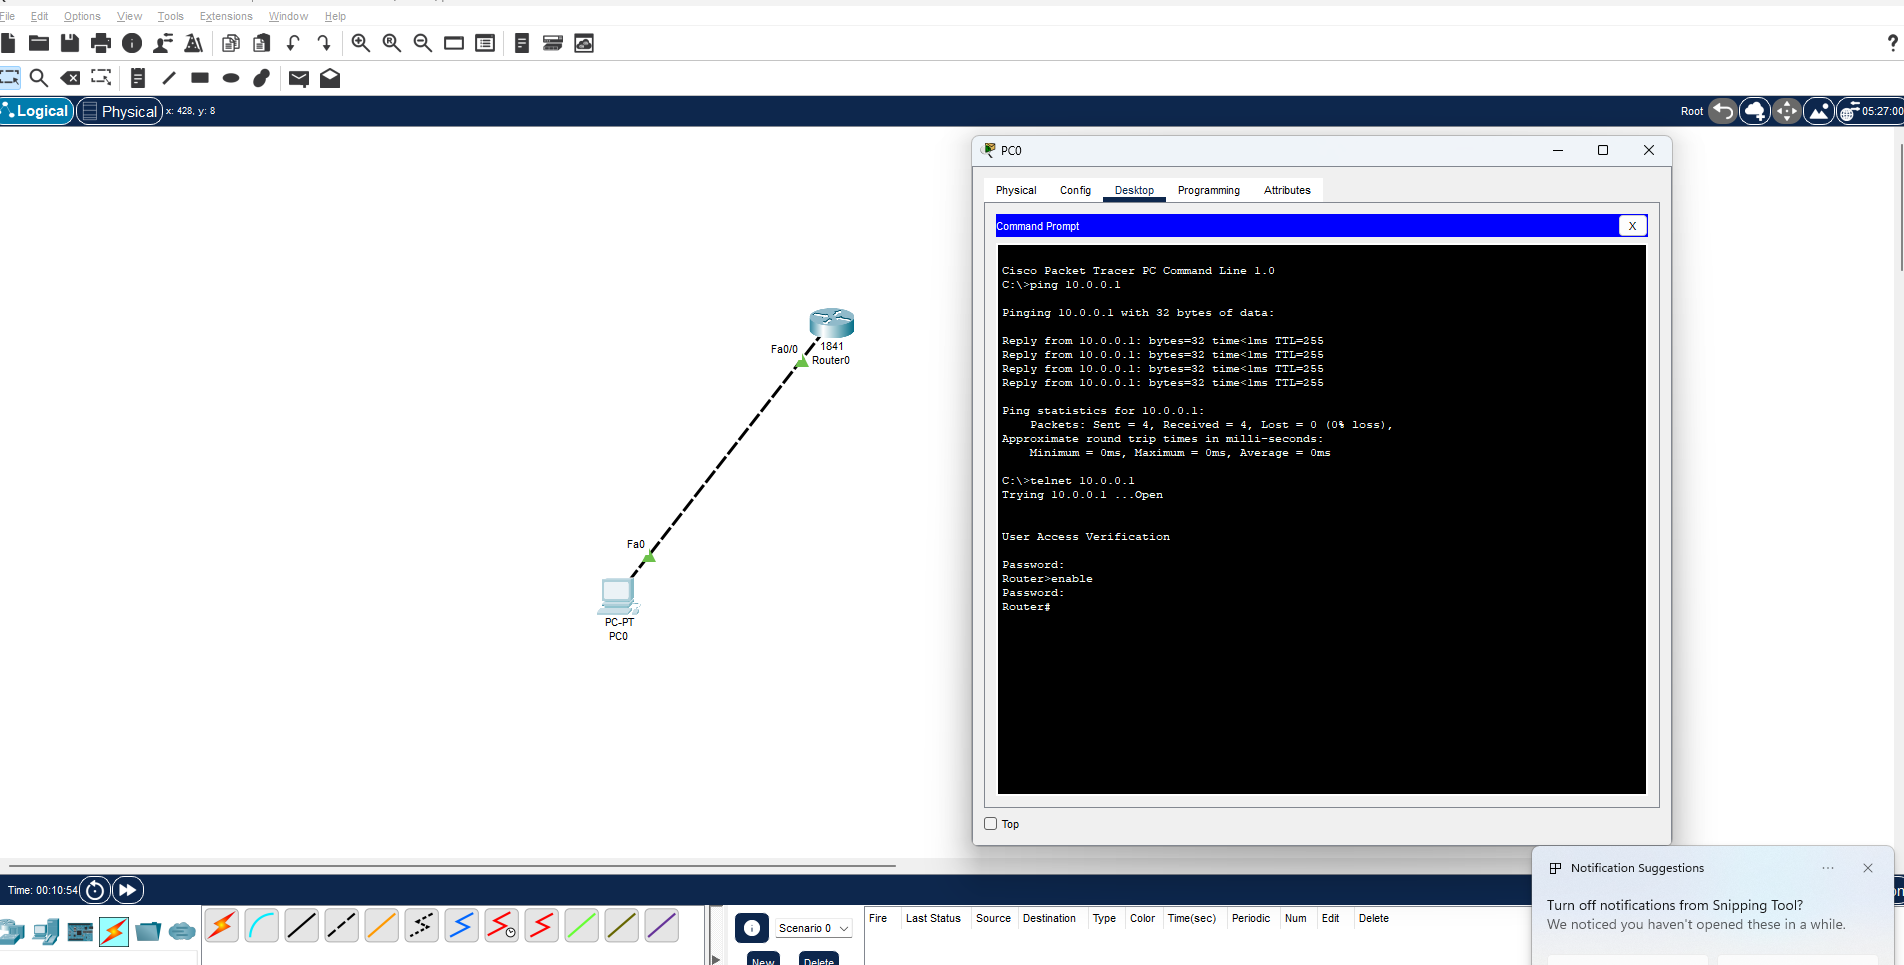 File Edit Options View Tools Extensions Window Help
?
Logical Physical x: 428, y: 8 Root 05:27:00
PC0
Physical Config Desktop Programming Attributes
Command Prompt X
Cisco Packet Tracer PC Command Line 1.0
C:\>ping 10.0.0.1
Pinging 10.0.0.1 with 32 bytes of data:
Reply from 10.0.0.1: bytes=32 time<1ms TTL=255
Reply from 10.0.0.1: bytes=32 time<1ms TTL=255
Reply from 10.0.0.1: bytes=32 time<1ms TTL=255
Reply from 10.0.0.1: bytes=32 time<1ms TTL=255
Ping statistics for 10.0.0.1:
Packets: Sent = 4, Received = 4, Lost = 0 (0% loss),
Approximate round trip times in milli-seconds:
Minimum = 0ms, Maximum = 0ms, Average = 0ms
C:\>telnet 10.0.0.1
Trying 10.0.0.1 ...Open
User Access Verification
Password:
Router>enable
Password:
Router#
Top
Fa0/0
1841
Router0
Fa0
PC-PT
PC0
Time: 00:10:54
Scenario 0
New Delete
Fire Last Status Source Destination Type Color Time(sec) Periodic Num Edit Delete
Notification Suggestions
Turn off notifications from Snipping Tool?
We noticed you haven't opened these in a while.